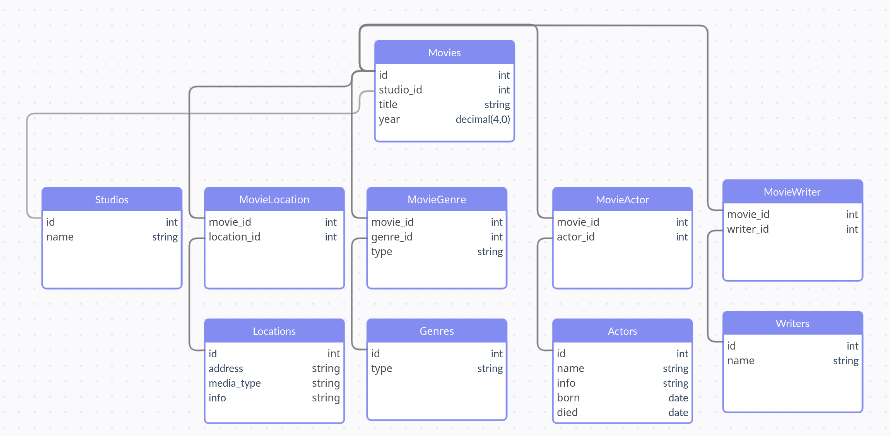 Movies
id int
studio_id int
title string
year decimal(4,0)
Studios
id int
name string
MovieLocation
movie_id int
location_id int
MovieGenre
movie_id int
genre_id int
type string
MovieActor
movie_id int
actor_id int
MovieWriter
movie_id int
writer_id int
Locations
id int
address string
media_type string
info string
Genres
id int
type string
Actors
id int
name string
info string
born date
died date
Writers
id int
name string